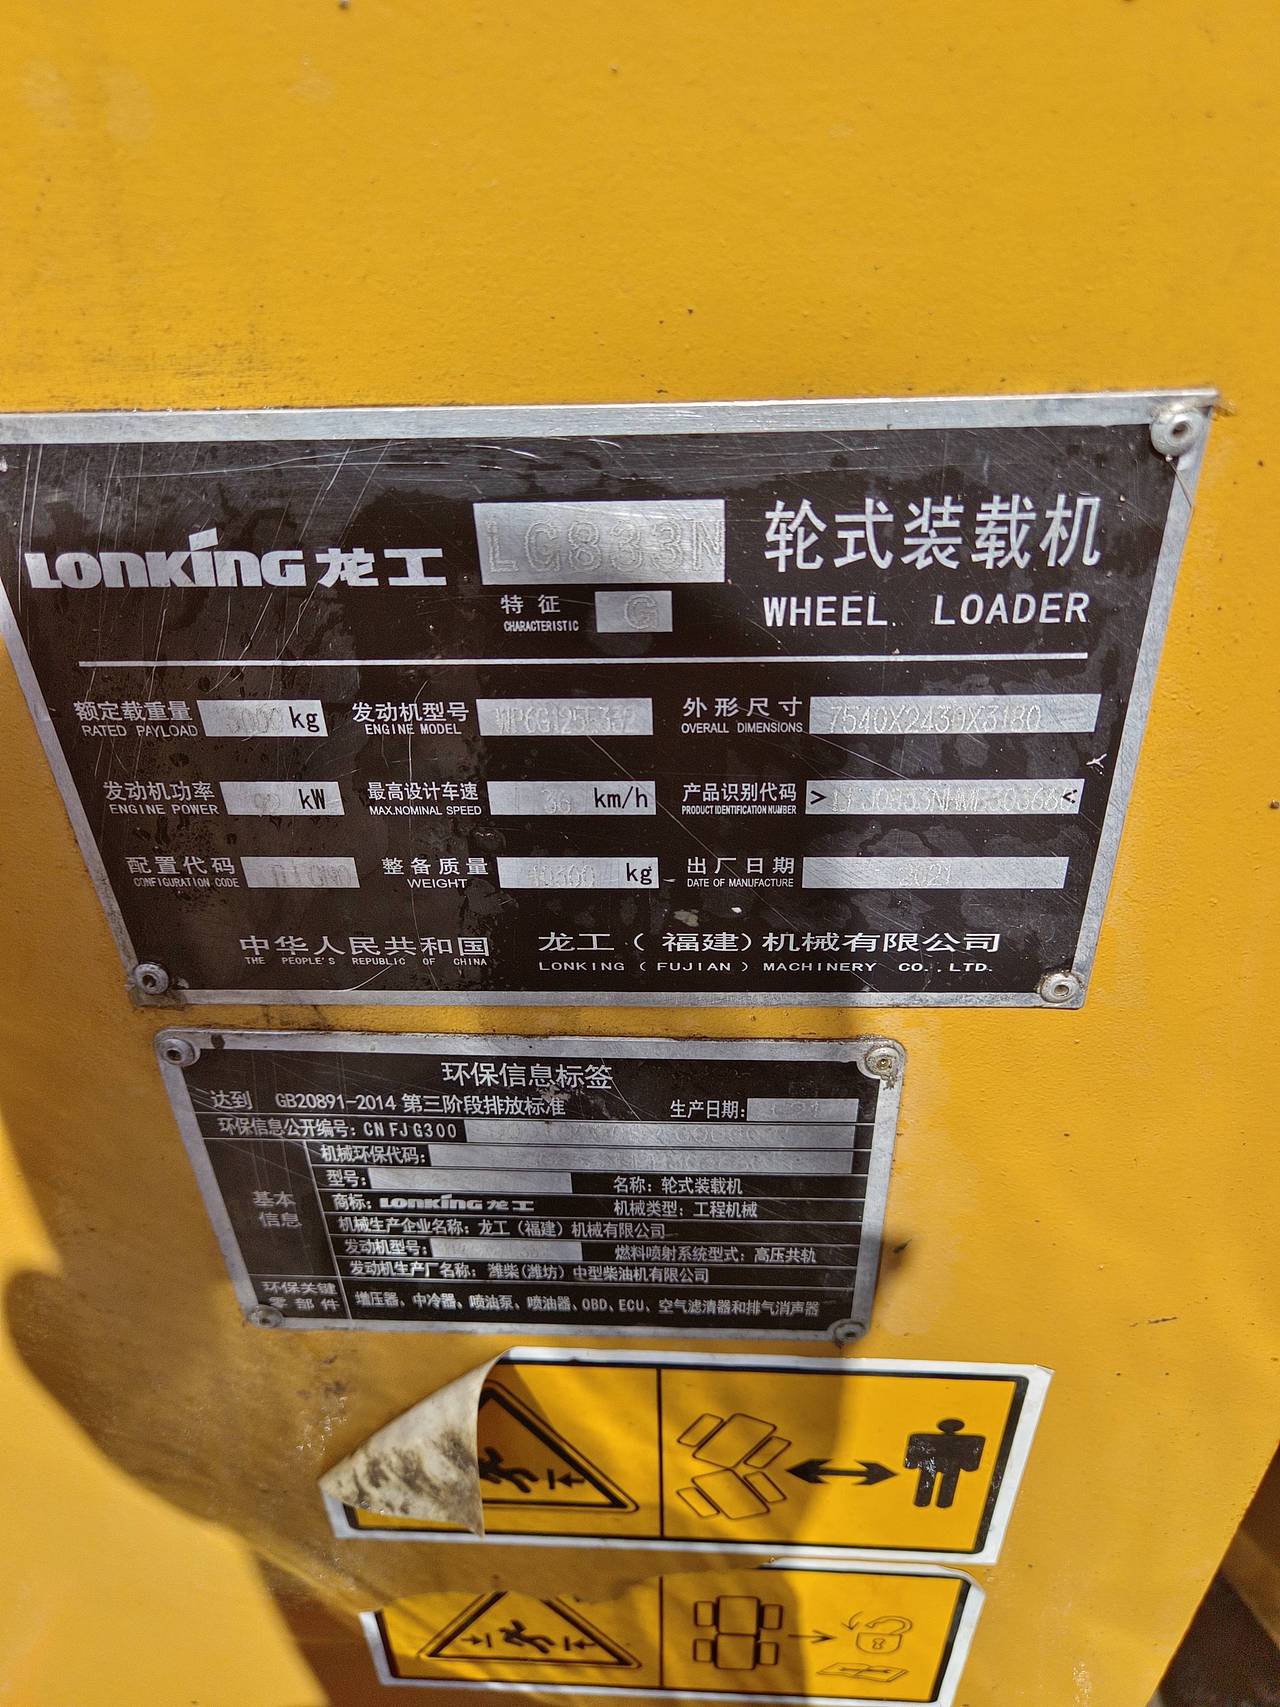 LONKING 龙工 LG833N 轮式装载机
特征 G WHEEL LOADER
CHARACTERISTIC
额定载重量 3000 kg 发动机型号 外形尺寸 7540X2430X3180
RATED PAYLOAD ENGINE MODEL OVERALL DIMENSIONS
发动机功率 92 kW 最高设计车速 36 km/h 产品识别代码
ENGINE POWER MAX.NOMINAL SPEED PRODUCT IDENTIFICATION NUMBER
配置代码 整备质量 10300 kg 出厂日期 2021
CONFIGURATION CODE WEIGHT DATE OF MANUFACTURE
中华人民共和国 龙工(福建)机械有限公司
THE PEOPLE'S REPUBLIC OF CHINA LONKING (FUJIAN) MACHINERY CO.,LTD.
环保信息标签
达到 GB20891-2014 第三阶段排放标准 生产日期:
环保信息公开编号: CN FJ G300
机械环保代码:
型号: 名称: 轮式装载机
基本信息
商标: LONKING 龙工 机械类型: 工程机械
机械生产企业名称: 龙工(福建)机械有限公司
发动机型号: 燃料喷射系统型式: 高压共轨
发动机生产厂名称: 潍柴(潍坊)中型柴油机有限公司
环保关键零部件 增压器、中冷器、喷油泵、喷油器、OBD、ECU、空气滤清器和排气消声器